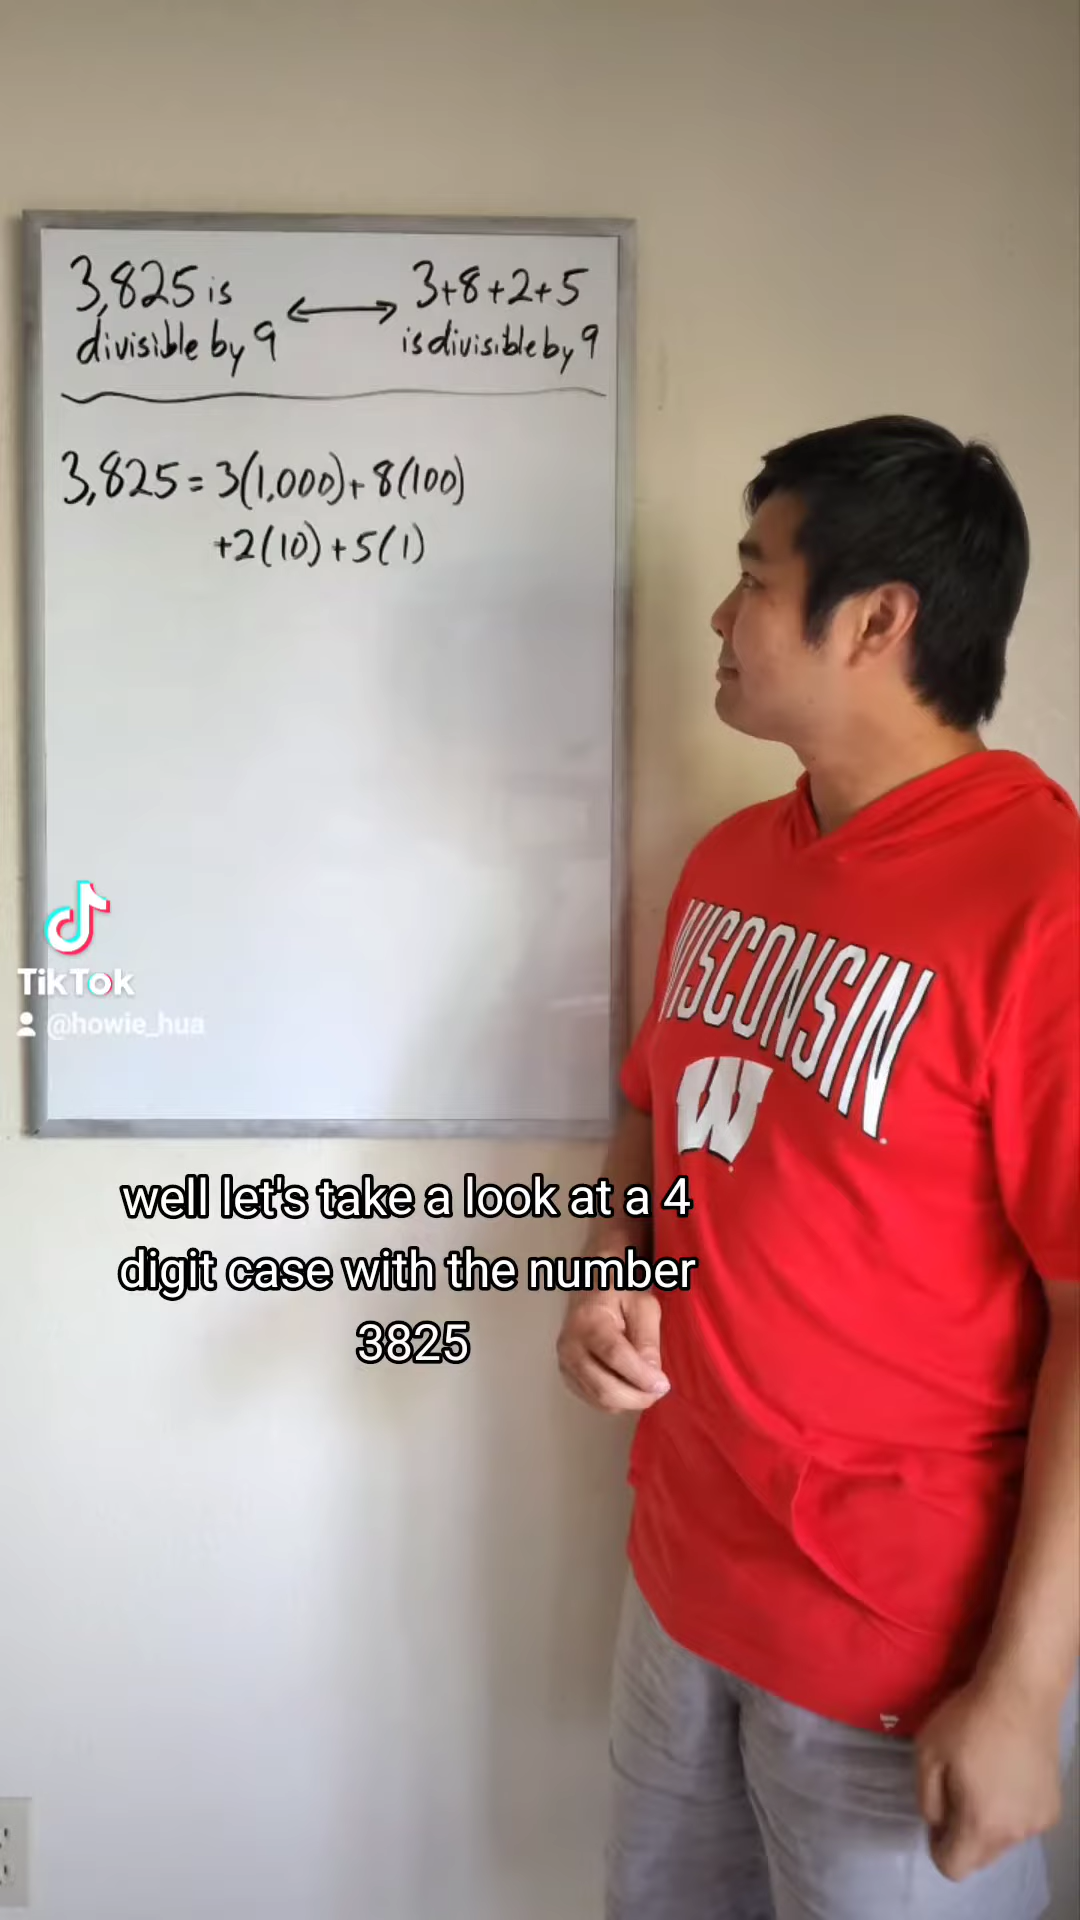 3,825 is
divisible by 9
3+8+2+5
is divisible by 9
3,825 = 3(1,000) + 8(100)
+2(10) + 5(1)
TikTok
@howie_hua
WISCONSIN
W
well let's take a look at a 4
digit case with the number
3825